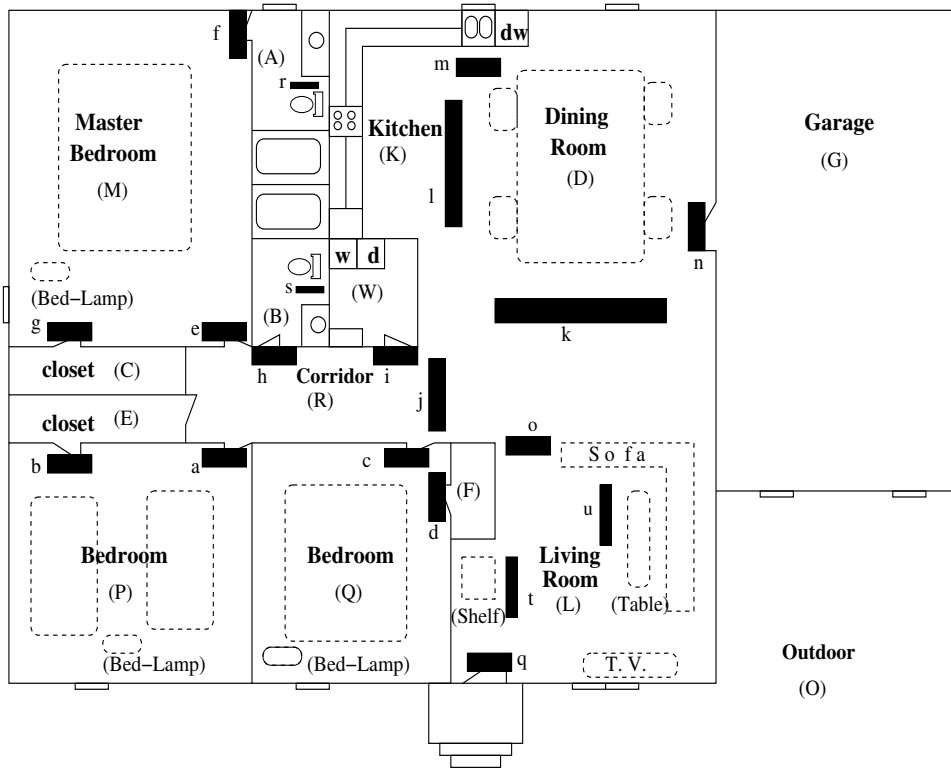 f
(A)
dw
m
r
Master
Bedroom
(M)
Kitchen
(K)
Dining
Room
(D)
Garage
(G)
l
n
w
d
(W)
(Bed−Lamp)
s
(B)
g
e
k
closet (C)
h
i
Corridor
(R)
j
closet (E)
o
Sofa
b
a
c
(F)
d
u
Bedroom
(P)
Bedroom
(Q)
Living
Room
(L)
t
(Shelf)
(Table)
(Bed−Lamp)
(Bed−Lamp)
q
T. V.
Outdoor
(O)